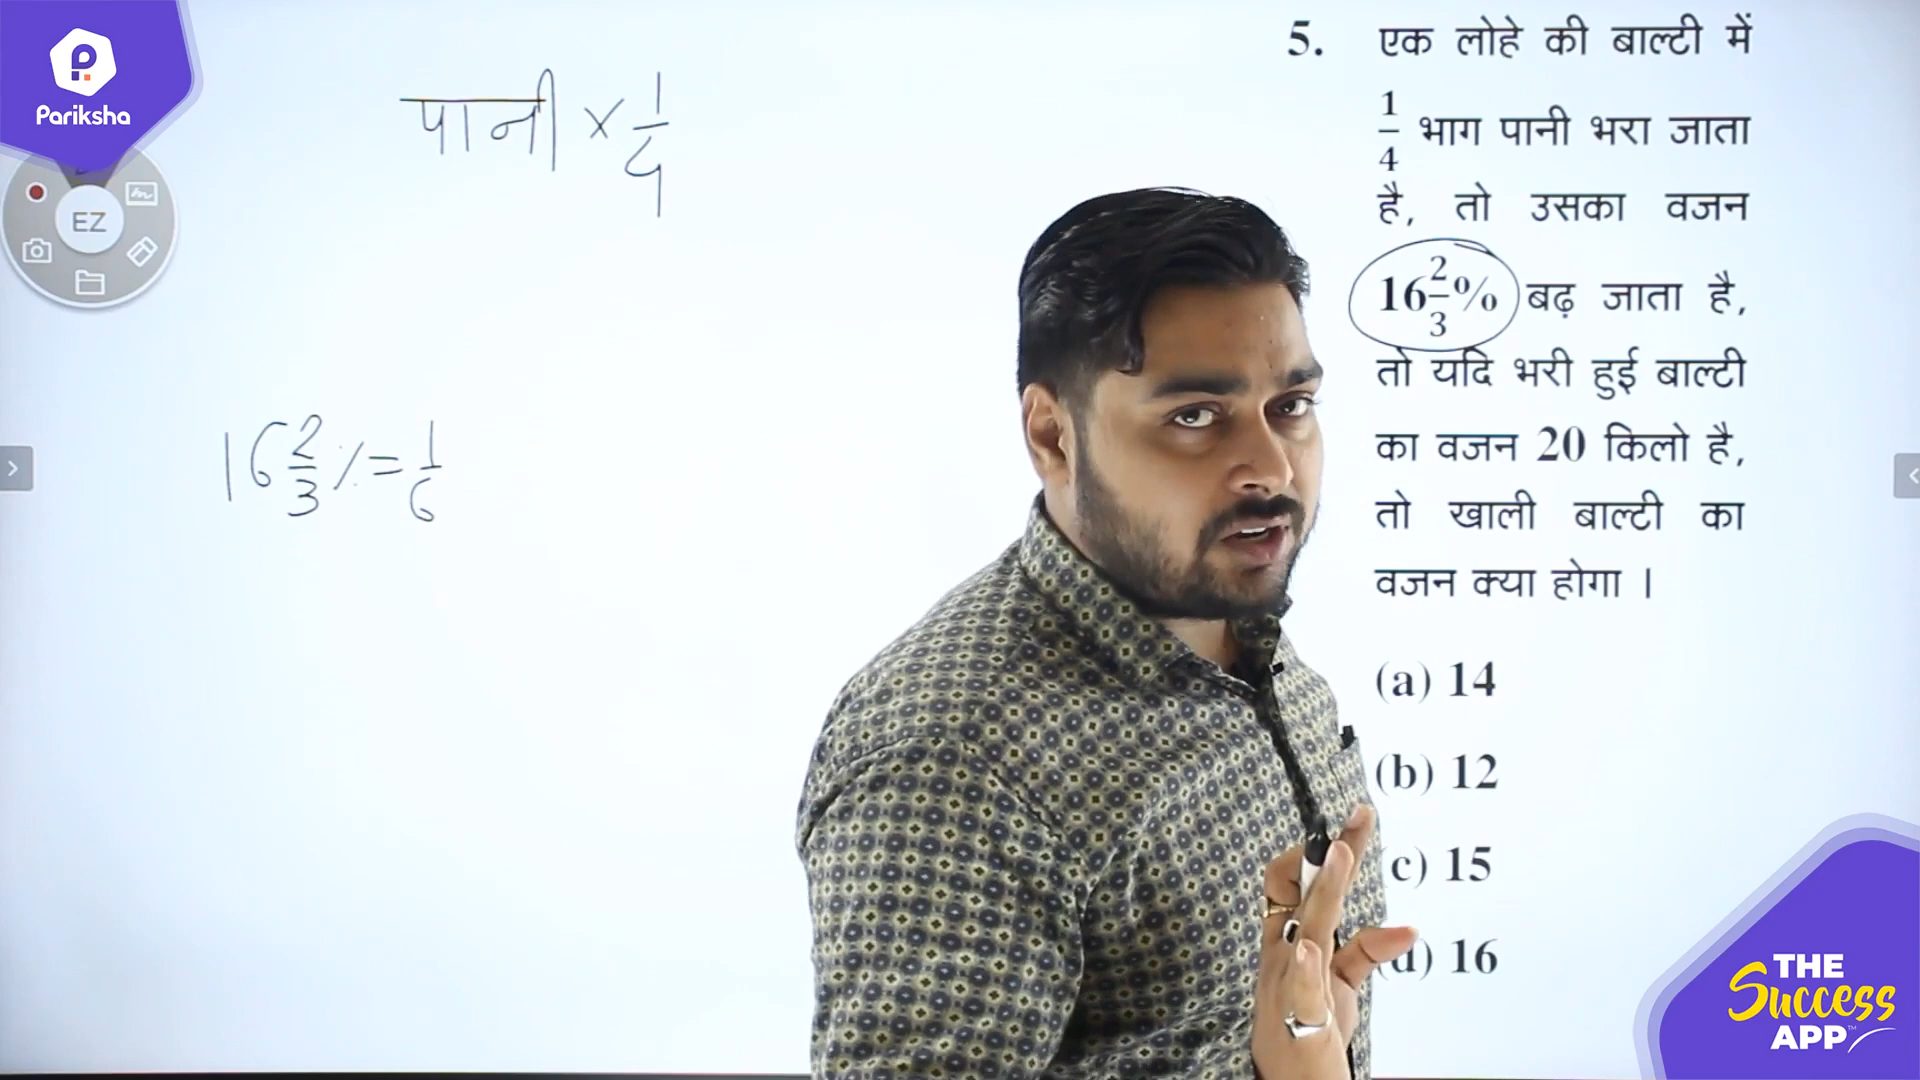 Pariksha
EZ
पानी × 1/4
16 2/3 % = 1/6
5. एक लोहे की बाल्टी में
1/4 भाग पानी भरा जाता
है, तो उसका वजन
16 2/3 % बढ़ जाता है,
तो यदि भरी हुई बाल्टी
का वजन 20 किलो है,
तो खाली बाल्टी का
वजन क्या होगा ।
(a) 14
(b) 12
(c) 15
(d) 16
THE
Success
APP™